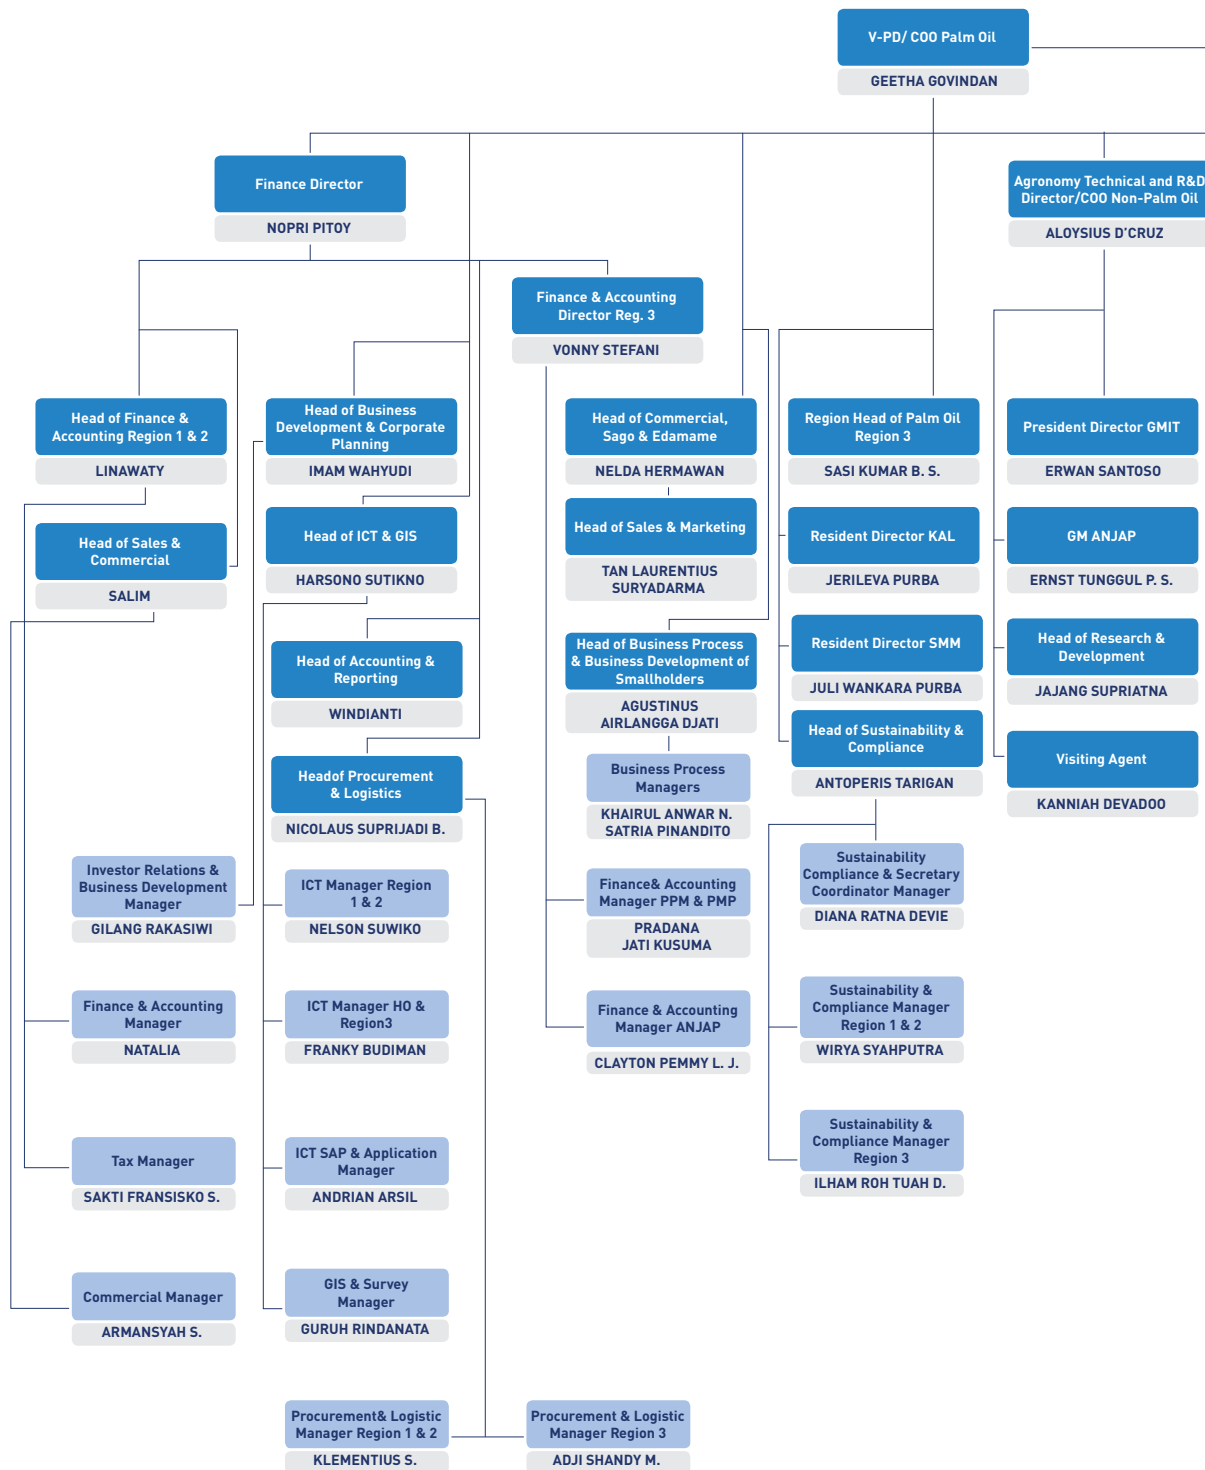 V-PD/ COO Palm Oil
GEETHA GOVINDAN
Finance Director
NOPRI PITOY
Agronomy Technical and R&D
Director/COO Non-Palm Oil
ALOYSIUS D'CRUZ
Finance & Accounting
Director Reg. 3
VONNY STEFANI
Head of Finance &
Accounting Region 1 & 2
LINAWATY
Head of Business
Development & Corporate
Planning
IMAM WAHYUDI
Head of Commercial,
Sago & Edamame
NELDA HERMAWAN
Region Head of Palm Oil
Region 3
SASI KUMAR B. S.
President Director GMIT
ERWAN SANTOSO
Head of Sales &
Commercial
SALIM
Head of ICT & GIS
HARSONO SUTIKNO
Head of Sales & Marketing
TAN LAURENTIUS
SURYADARMA
Resident Director KAL
JERILEVA PURBA
GM ANJAP
ERNST TUNGGUL P. S.
Head of Accounting &
Reporting
WINDIANTI
Head of Business Process
& Business Development of
Smallholders
AGUSTINUS
AIRLANGGA DJATI
Resident Director SMM
JULI WANKARA PURBA
Head of Research &
Development
JAJANG SUPRIATNA
Headof Procurement
& Logistics
NICOLAUS SUPRIJADI B.
Business Process
Managers
KHAIRUL ANWAR N.
SATRIA PINANDITO
Head of Sustainability &
Compliance
ANTOPERIS TARIGAN
Visiting Agent
KANNIAH DEVADOO
Investor Relations &
Business Development
Manager
GILANG RAKASIWI
ICT Manager Region
1 & 2
NELSON SUWIKO
Finance& Accounting
Manager PPM & PMP
PRADANA
JATI KUSUMA
Sustainability
Compliance & Secretary
Coordinator Manager
DIANA RATNA DEVIE
Finance & Accounting
Manager
NATALIA
ICT Manager HO &
Region3
FRANKY BUDIMAN
Finance & Accounting
Manager ANJAP
CLAYTON PEMMY L. J.
Sustainability &
Compliance Manager
Region 1 & 2
WIRYA SYAHPUTRA
Tax Manager
SAKTI FRANSISKO S.
ICT SAP & Application
Manager
ANDRIAN ARSIL
Sustainability &
Compliance Manager
Region 3
ILHAM ROH TUAH D.
Commercial Manager
ARMANSYAH S.
GIS & Survey
Manager
GURUH RINDANATA
Procurement& Logistic
Manager Region 1 & 2
KLEMENTIUS S.
Procurement & Logistic
Manager Region 3
ADJI SHANDY M.